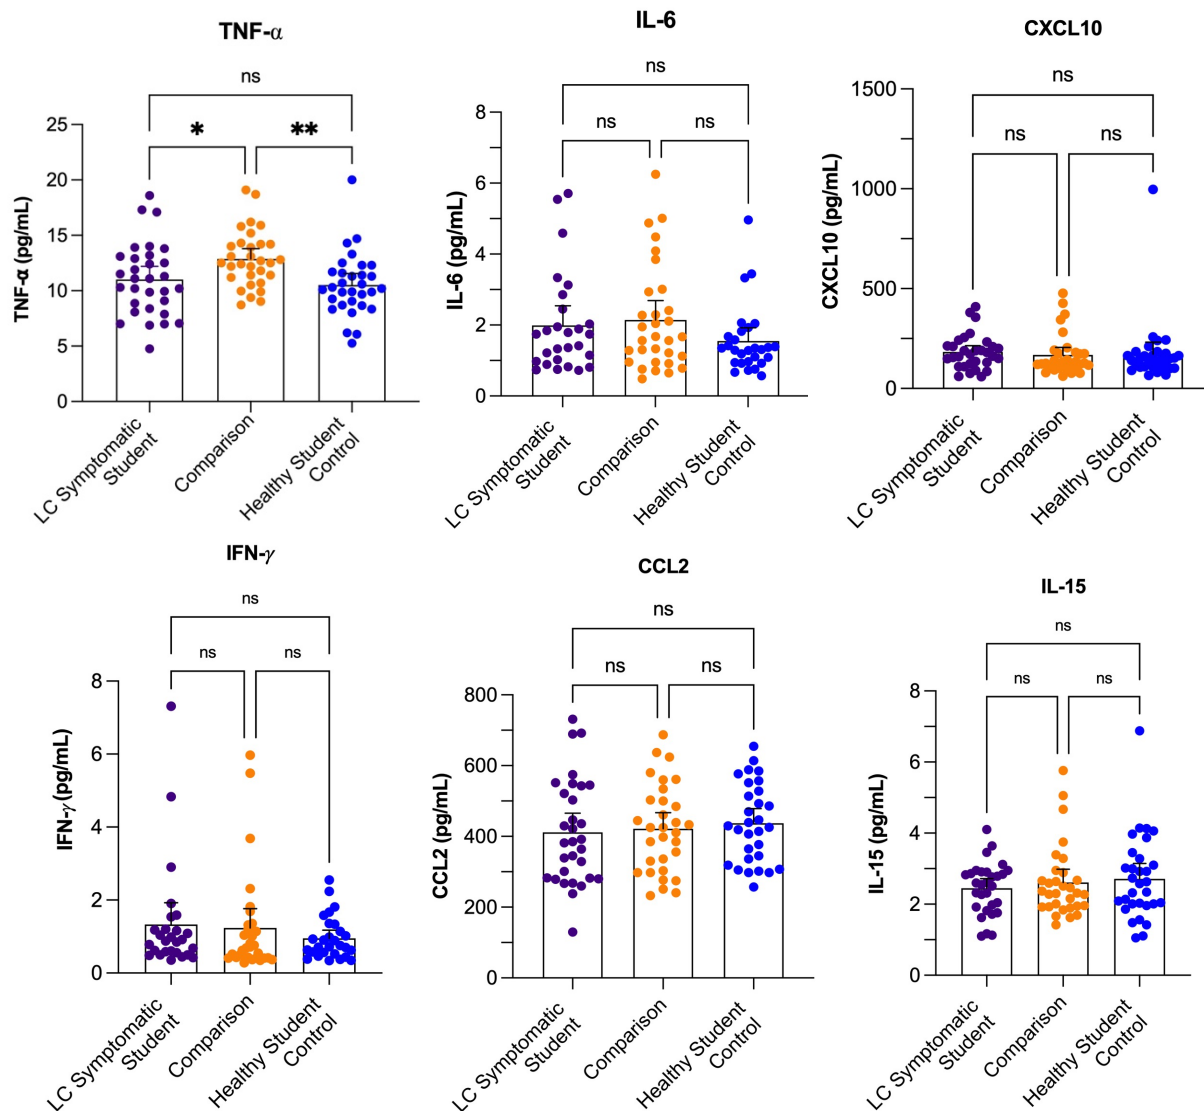 TNF-α
ns
*
**
25
20
15
10
5
0
TNF-α (pg/mL)
LC Symptomatic
Student
Comparison
Healthy Student
Control
IL-6
ns
ns
ns
8
6
4
2
0
IL-6 (pg/mL)
LC Symptomatic
Student
Comparison
Healthy Student
Control
CXCL10
ns
ns
ns
1500
1000
500
0
CXCL10 (pg/mL)
LC Symptomatic
Student
Comparison
Healthy Student
Control
IFN-γ
ns
ns
ns
8
6
4
2
0
IFN-γ (pg/mL)
LC Symptomatic
Student
Comparison
Healthy Student
Control
CCL2
ns
ns
ns
800
600
400
200
0
CCL2 (pg/mL)
LC Symptomatic
Student
Comparison
Healthy Student
Control
IL-15
ns
ns
ns
8
6
4
2
0
IL-15 (pg/mL)
LC Symptomatic
Student
Comparison
Healthy Student
Control